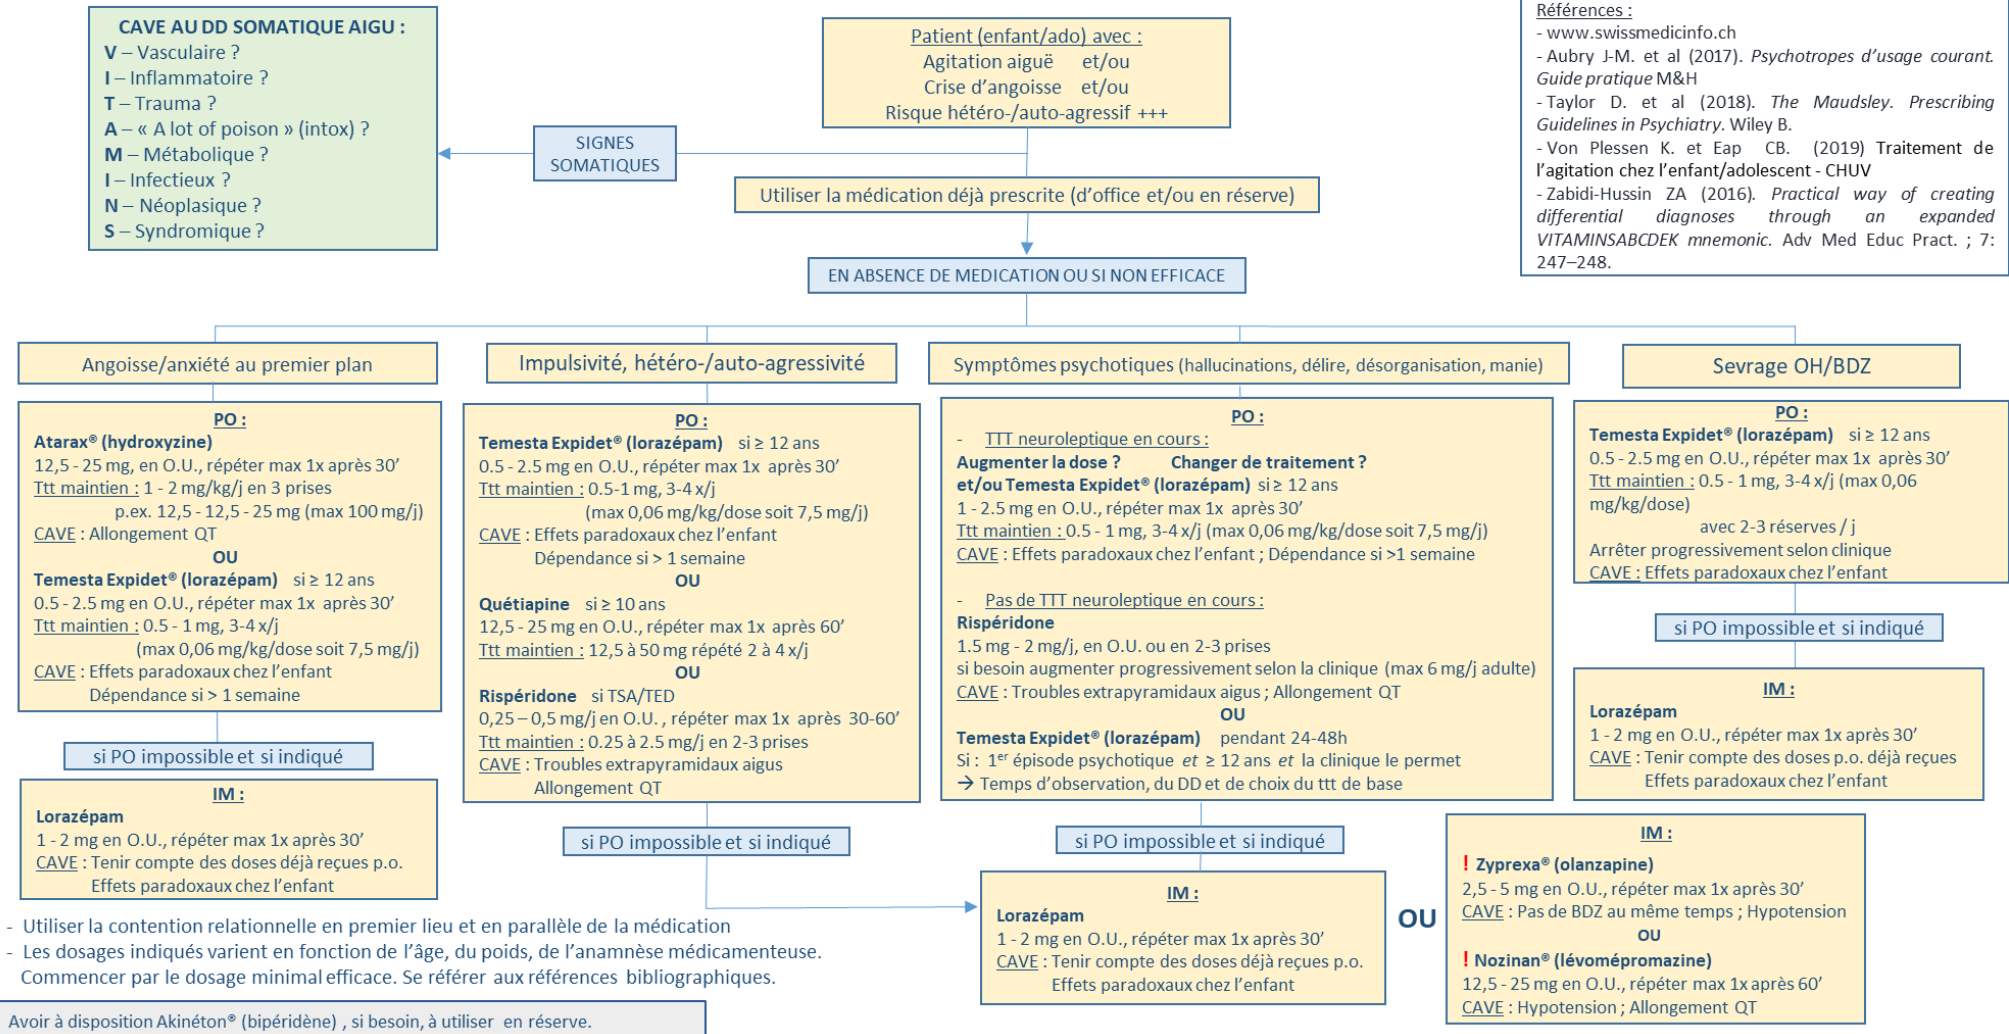 CAVE AU DD SOMATIQUE AIGU :
V – Vasculaire ?
I – Inflammatoire ?
T – Trauma ?
A – « A lot of poison » (intox) ?
M – Métabolique ?
I – Infectieux ?
N – Néoplasique ?
S – Syndromique ?
SIGNES
SOMATIQUES
Patient (enfant/ado) avec :
Agitation aiguë et/ou
Crise d’angoisse et/ou
Risque hétéro-/auto-agressif +++
Utiliser la médication déjà prescrite (d’office et/ou en réserve)
EN ABSENCE DE MEDICATION OU SI NON EFFICACE
Références :
- www.swissmedicinfo.ch
- Aubry J-M. et al (2017). Psychotropes d’usage courant.
Guide pratique M&H
- Taylor D. et al (2018). The Maudsley. Prescribing
Guidelines in Psychiatry. Wiley B.
- Von Plessen K. et Eap CB. (2019) Traitement de
l’agitation chez l’enfant/adolescent - CHUV
- Zabidi-Hussin ZA (2016). Practical way of creating
differential diagnoses through an expanded
VITAMINSABCDEK mnemonic. Adv Med Educ Pract. ; 7:
247–248.
Angoisse/anxiété au premier plan
PO :
Atarax® (hydroxyzine)
12,5 - 25 mg, en O.U., répéter max 1x après 30’
Ttt maintien : 1 - 2 mg/kg/j en 3 prises
p.ex. 12,5 - 12,5 - 25 mg (max 100 mg/j)
CAVE : Allongement QT
OU
Temesta Expidet® (lorazépam) si ≥ 12 ans
0.5 - 2.5 mg en O.U., répéter max 1x après 30’
Ttt maintien : 0.5 - 1 mg, 3-4 x/j
(max 0,06 mg/kg/dose soit 7,5 mg/j)
CAVE : Effets paradoxaux chez l’enfant
Dépendance si > 1 semaine
si PO impossible et si indiqué
IM :
Lorazépam
1 - 2 mg en O.U., répéter max 1x après 30’
CAVE : Tenir compte des doses déjà reçues p.o.
Effets paradoxaux chez l’enfant
Impulsivité, hétéro-/auto-agressivité
PO :
Temesta Expidet® (lorazépam) si ≥ 12 ans
0.5 - 2.5 mg en O.U., répéter max 1x après 30’
Ttt maintien : 0.5-1 mg, 3-4 x/j
(max 0,06 mg/kg/dose soit 7,5 mg/j)
CAVE : Effets paradoxaux chez l’enfant
Dépendance si > 1 semaine
OU
Quétiapine si ≥ 10 ans
12,5 - 25 mg en O.U., répéter max 1x après 60’
Ttt maintien : 12,5 à 50 mg répété 2 à 4 x/j
OU
Rispéridone si TSA/TED
0,25 – 0,5 mg/j en O.U. , répéter max 1x après 30-60’
Ttt maintien : 0.25 à 2.5 mg/j en 2-3 prises
CAVE : Troubles extrapyramidaux aigus
Allongement QT
si PO impossible et si indiqué
Symptômes psychotiques (hallucinations, délire, désorganisation, manie)
PO :
- TTT neuroleptique en cours :
Augmenter la dose ? Changer de traitement ?
et/ou Temesta Expidet® (lorazépam) si ≥ 12 ans
1 - 2.5 mg en O.U., répéter max 1x après 30’
Ttt maintien : 0.5 - 1 mg, 3-4 x/j (max 0,06 mg/kg/dose soit 7,5 mg/j)
CAVE : Effets paradoxaux chez l’enfant ; Dépendance si >1 semaine
- Pas de TTT neuroleptique en cours :
Rispéridone
1.5 mg - 2 mg/j, en O.U. ou en 2-3 prises
si besoin augmenter progressivement selon la clinique (max 6 mg/j adulte)
CAVE : Troubles extrapyramidaux aigus ; Allongement QT
OU
Temesta Expidet® (lorazépam) pendant 24-48h
Si : 1er épisode psychotique et ≥ 12 ans et la clinique le permet
→ Temps d’observation, du DD et de choix du ttt de base
si PO impossible et si indiqué
IM :
Lorazépam
1 - 2 mg en O.U., répéter max 1x après 30’
CAVE : Tenir compte des doses déjà reçues p.o.
Effets paradoxaux chez l’enfant
OU
IM :
! Zyprexa® (olanzapine)
2,5 - 5 mg en O.U., répéter max 1x après 30’
CAVE : Pas de BDZ au même temps ; Hypotension
OU
! Nozinan® (lévomépromazine)
12,5 - 25 mg en O.U., répéter max 1x après 60’
CAVE : Hypotension ; Allongement QT
Sevrage OH/BDZ
PO :
Temesta Expidet® (lorazépam) si ≥ 12 ans
0.5 - 2.5 mg en O.U., répéter max 1x après 30’
Ttt maintien : 0.5 - 1 mg, 3-4 x/j (max 0,06
mg/kg/dose)
avec 2-3 réserves / j
Arrêter progressivement selon clinique
CAVE : Effets paradoxaux chez l’enfant
si PO impossible et si indiqué
IM :
Lorazépam
1 - 2 mg en O.U., répéter max 1x après 30’
CAVE : Tenir compte des doses p.o. déjà reçues
Effets paradoxaux chez l’enfant
- Utiliser la contention relationnelle en premier lieu et en parallèle de la médication
- Les dosages indiqués varient en fonction de l’âge, du poids, de l’anamnèse médicamenteuse.
Commencer par le dosage minimal efficace. Se référer aux références bibliographiques.
Avoir à disposition Akinéton® (bipéridène) , si besoin, à utiliser en réserve.